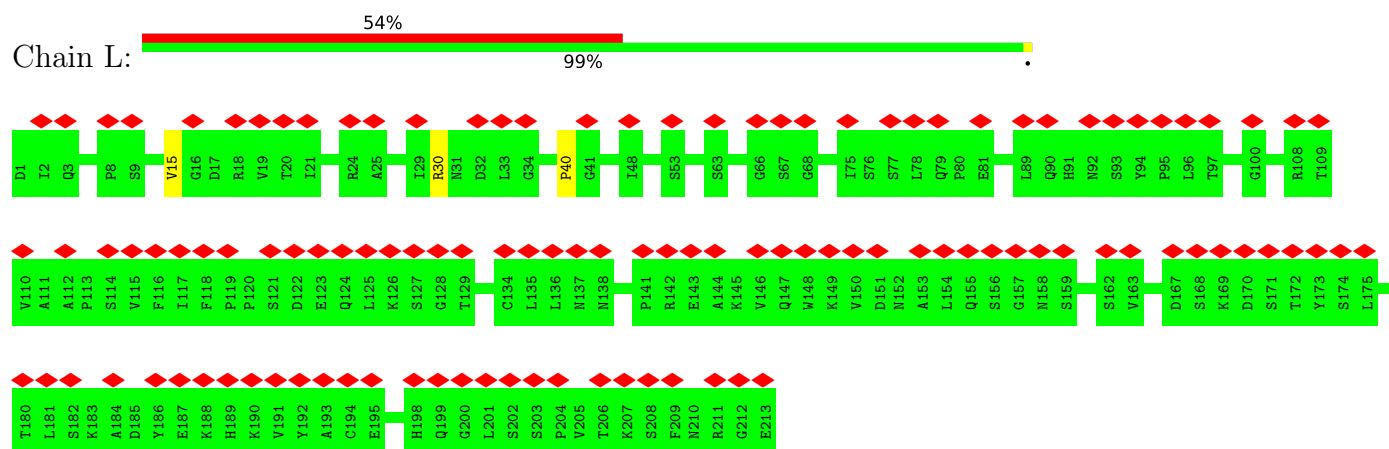 54%
Chain L:
99% •
D1 I2 Q3 P8 S9 V15 G16 D17 R18 V19 T20 I21 R24 A25 I29 R30 N31 D32 L33 G34 P40 G41 I48 S53 S63 G66 S67 G68 I75 S76 S77 L78 Q79 P80 E81 L89 Q90 H91 N92 S93 Y94 P95 L96 T97 G100 R108 T109
V110 A111 A112 P113 S114 V115 F116 I117 F118 P119 P120 S121 D122 E123 Q124 L125 K126 S127 G128 T129 C134 L135 L136 N137 N138 P141 R142 E143 A144 K145 V146 Q147 W148 K149 V150 D151 N152 A153 L154 Q155 S156 G157 N158 S159 S162 V163 D167 S168 K169 D170 S171 T172 Y173 S174 L175
T180 L181 S182 K183 A184 D185 Y186 E187 K188 H189 K190 V191 Y192 A193 C194 E195 H198 Q199 G200 L201 S202 S203 P204 V205 T206 K207 S208 F209 N210 R211 G212 E213